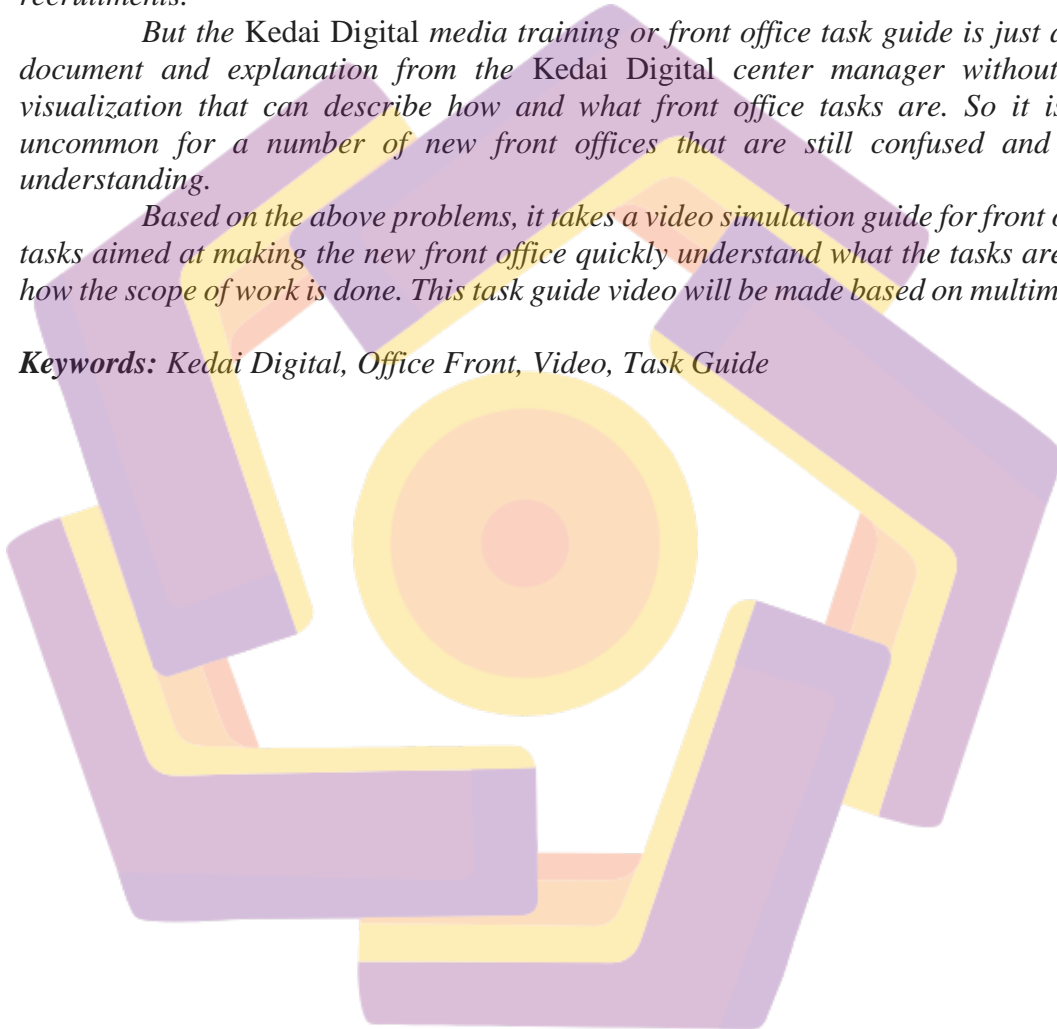 recruitments.
But the Kedai Digital media training or front office task guide is just a
document and explanation from the Kedai Digital center manager without
visualization that can describe how and what front office tasks are. So it is
uncommon for a number of new front offices that are still confused and
understanding.
Based on the above problems, it takes a video simulation guide for front
tasks aimed at making the new front office quickly understand what the tasks are
how the scope of work is done. This task guide video will be made based on
Keywords: Kedai Digital, Office Front, Video, Task Guide